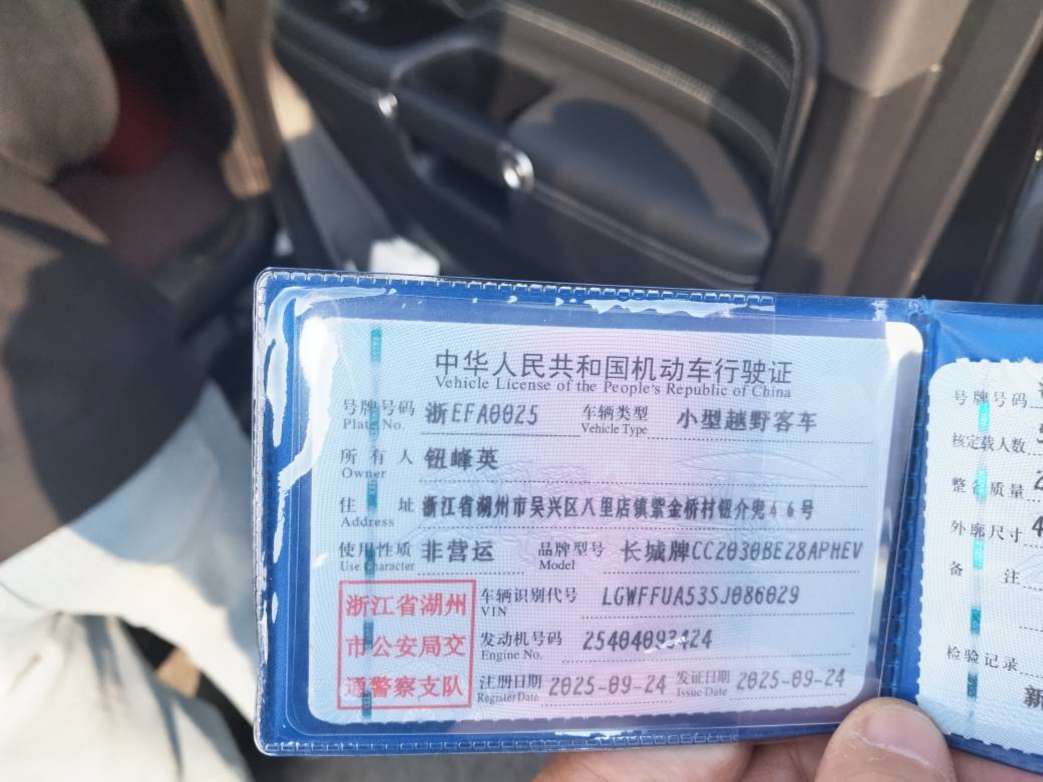 中华人民共和国机动车行驶证
Vehicle License of the People's Republic of China
号牌号码 浙EFA0025 车辆类型 小型越野客车
Plate No. Vehicle Type
所有人 钮峰英
Owner
住址 浙江省湖州市吴兴区八里店镇紫金桥村钮介兜46号
Address
使用性质 非营运 品牌型号 长城牌CC2030BE28APHEV
Use Character Model
浙江省湖州
市公安局交
通警察支队
车辆识别代号 LGWFFUA53SJ086029
VIN
发动机号码 25404093424
Engine No.
注册日期 2025-09-24 发证日期 2025-09-24
Register Date Issue Date
号牌号码
核定载人数 5
整备质量 2
外廓尺寸 4
备注
检验记录
新